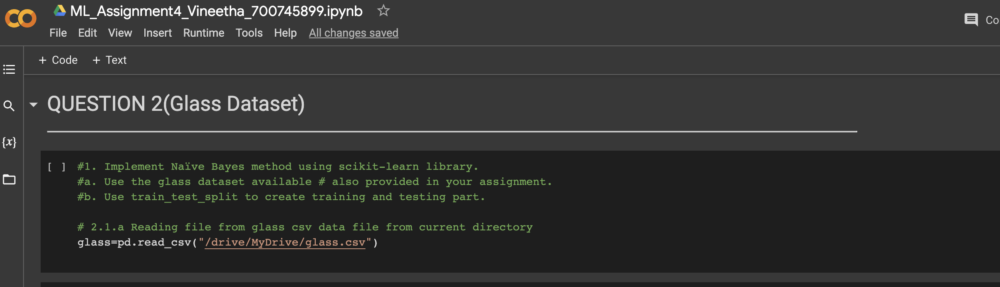 ML_Assignment4_Vineetha_700745899.ipynb
File Edit View Insert Runtime Tools Help All changes saved
Co
+ Code + Text
QUESTION 2(Glass Dataset)
{x}
[ ] #1. Implement Naïve Bayes method using scikit-learn library.
#a. Use the glass dataset available # also provided in your assignment.
#b. Use train_test_split to create training and testing part.
# 2.1.a Reading file from glass csv data file from current directory
glass=pd.read_csv("/drive/MyDrive/glass.csv")